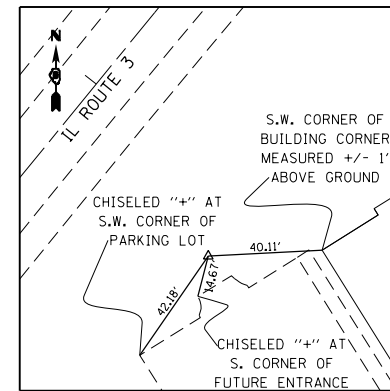 N
IL ROUTE 3
S.W. CORNER OF
BUILDING CORNER
MEASURED +/- 1'
ABOVE GROUND
CHISELED "+" AT
S.W. CORNER OF
PARKING LOT
40.11'
14.67'
42.18'
CHISELED "+" AT
S. CORNER OF
FUTURE ENTRANCE